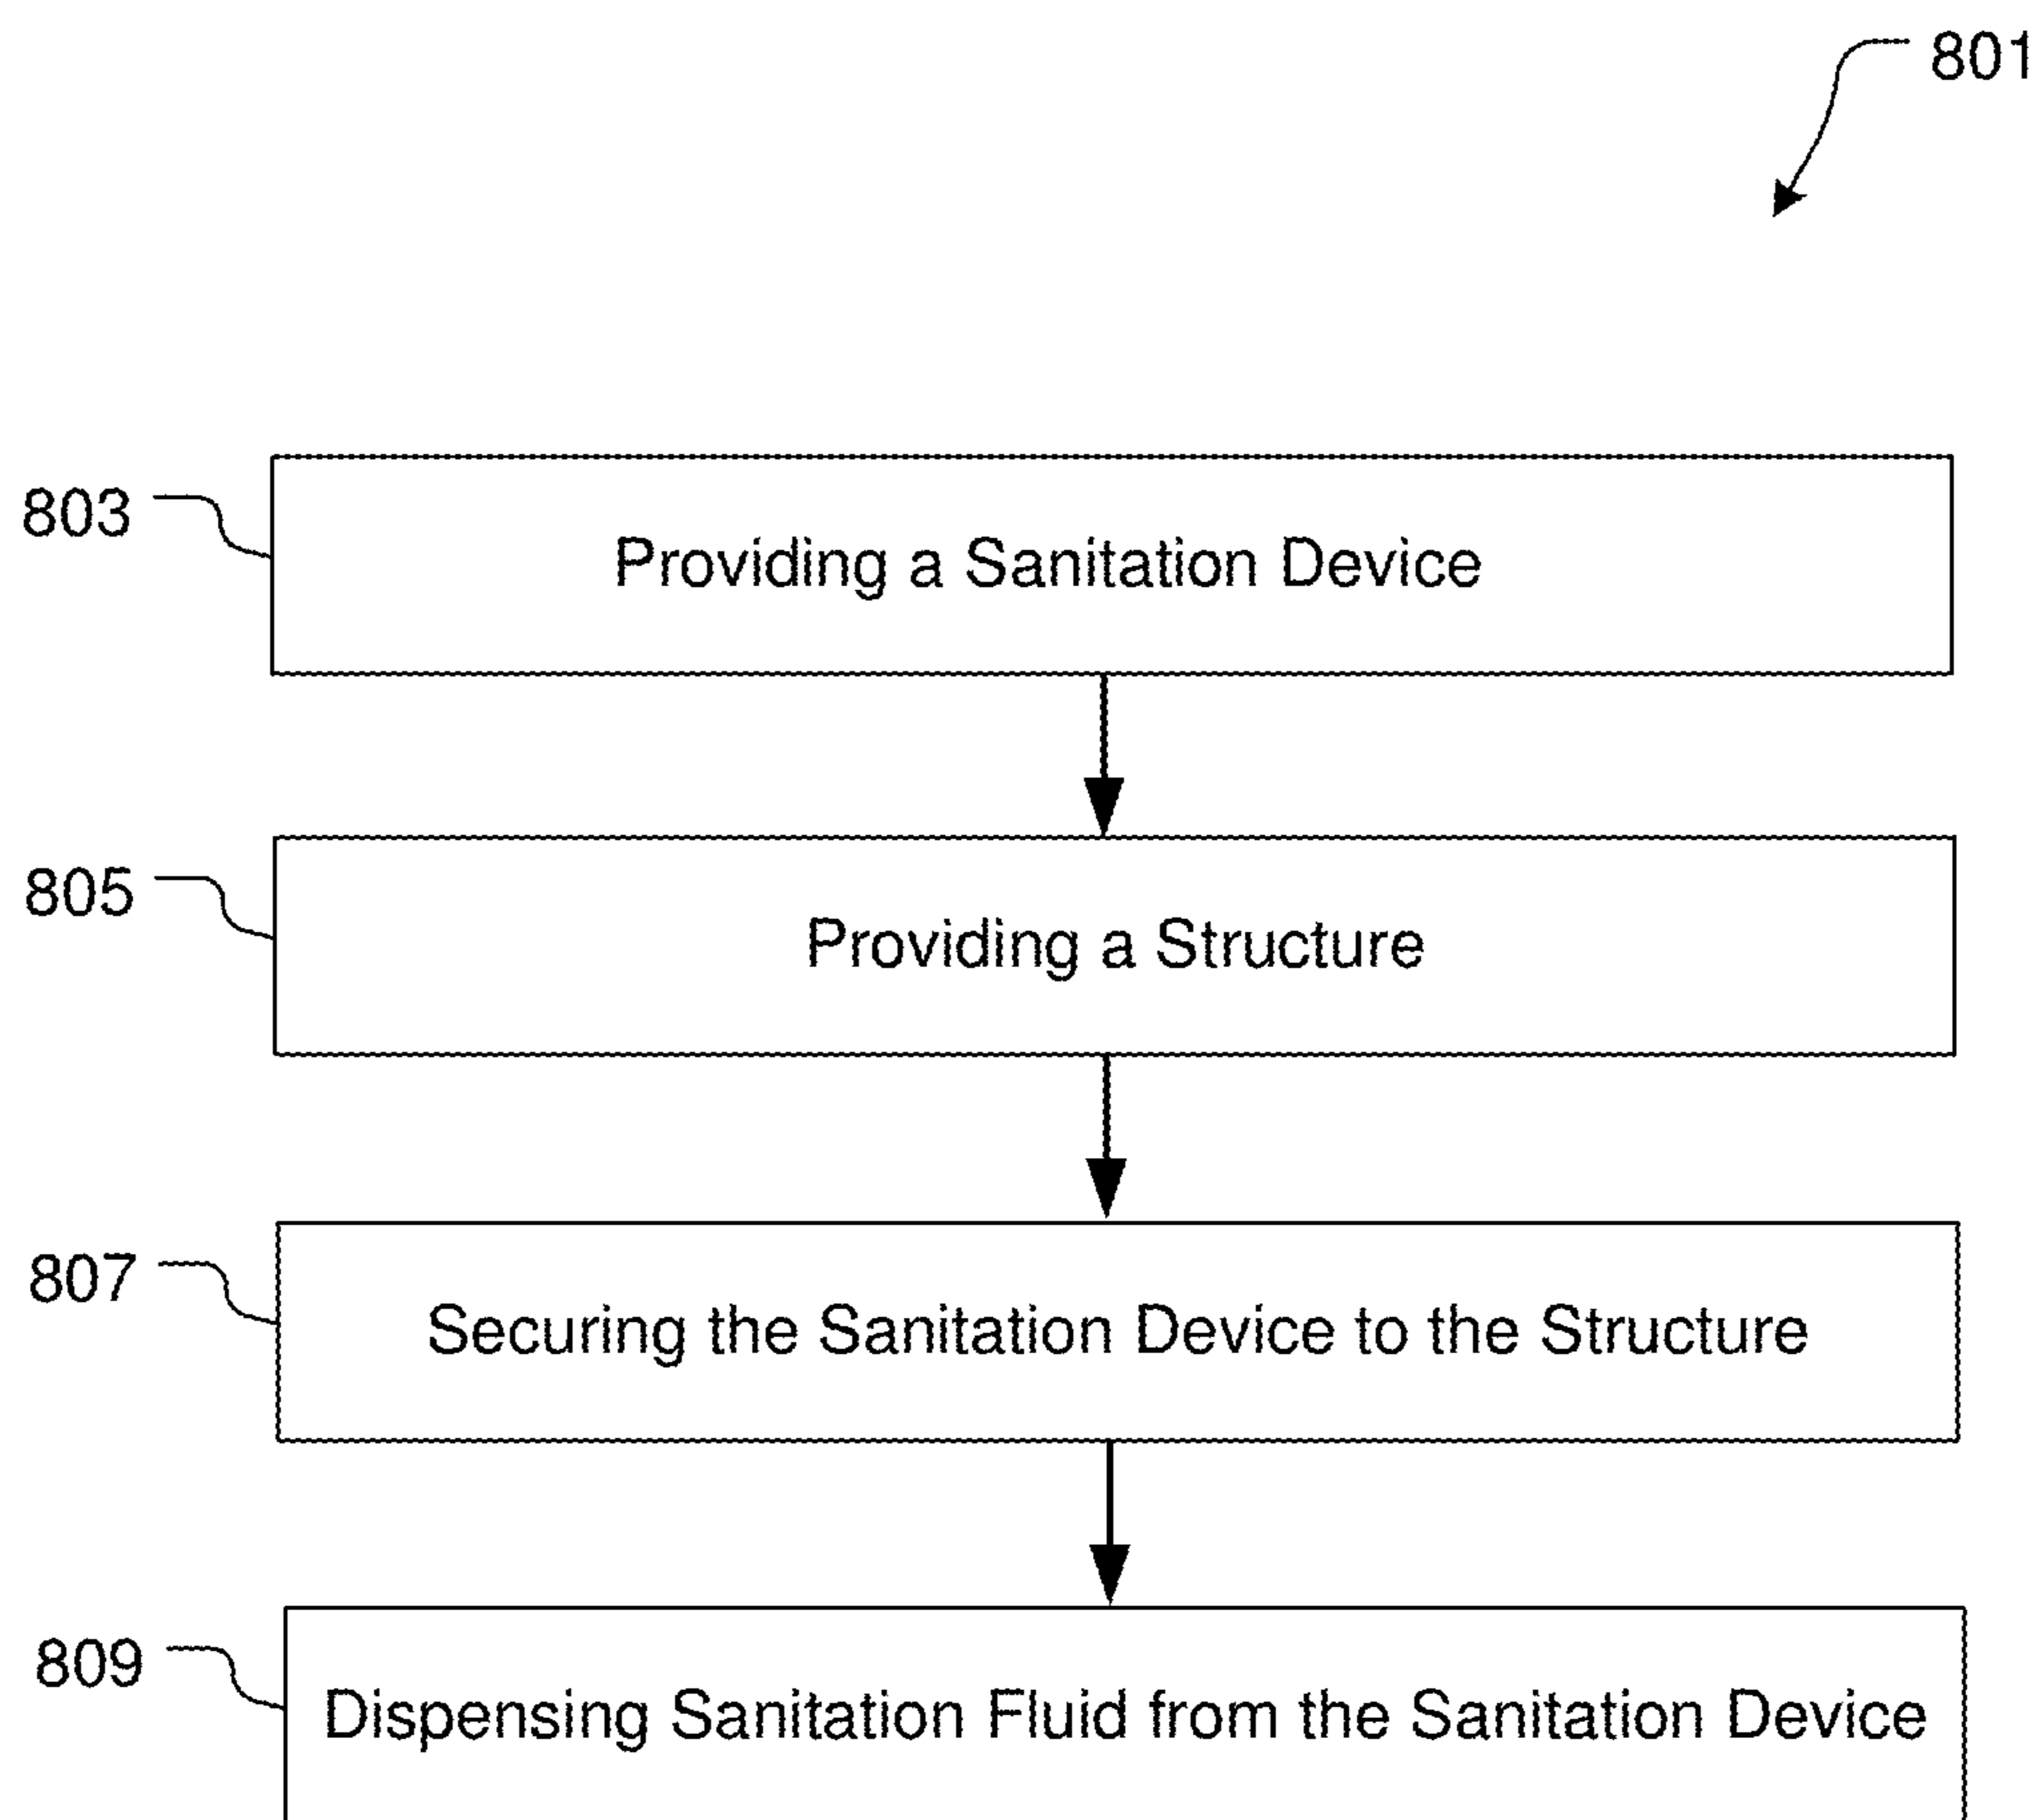 801
803
Providing a Sanitation Device
805
Providing a Structure
807
Securing the Sanitation Device to the Structure
809
Dispensing Sanitation Fluid from the Sanitation Device